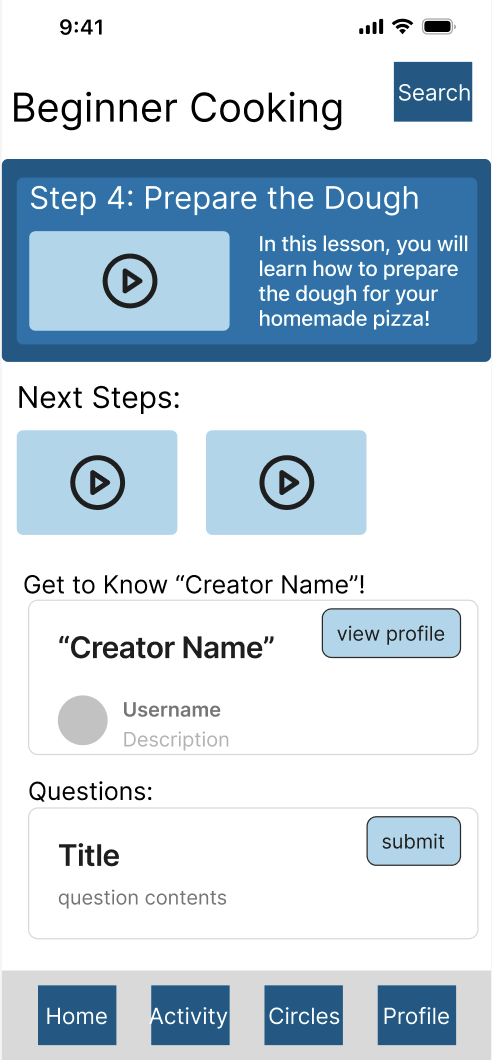 9:41
Beginner Cooking
Search
Step 4: Prepare the Dough
In this lesson, you will
learn how to prepare
the dough for your
homemade pizza!
Next Steps:
Get to Know “Creator Name”!
“Creator Name”
view profile
Username
Description
Questions:
Title
submit
question contents
Home
Activity
Circles
Profile